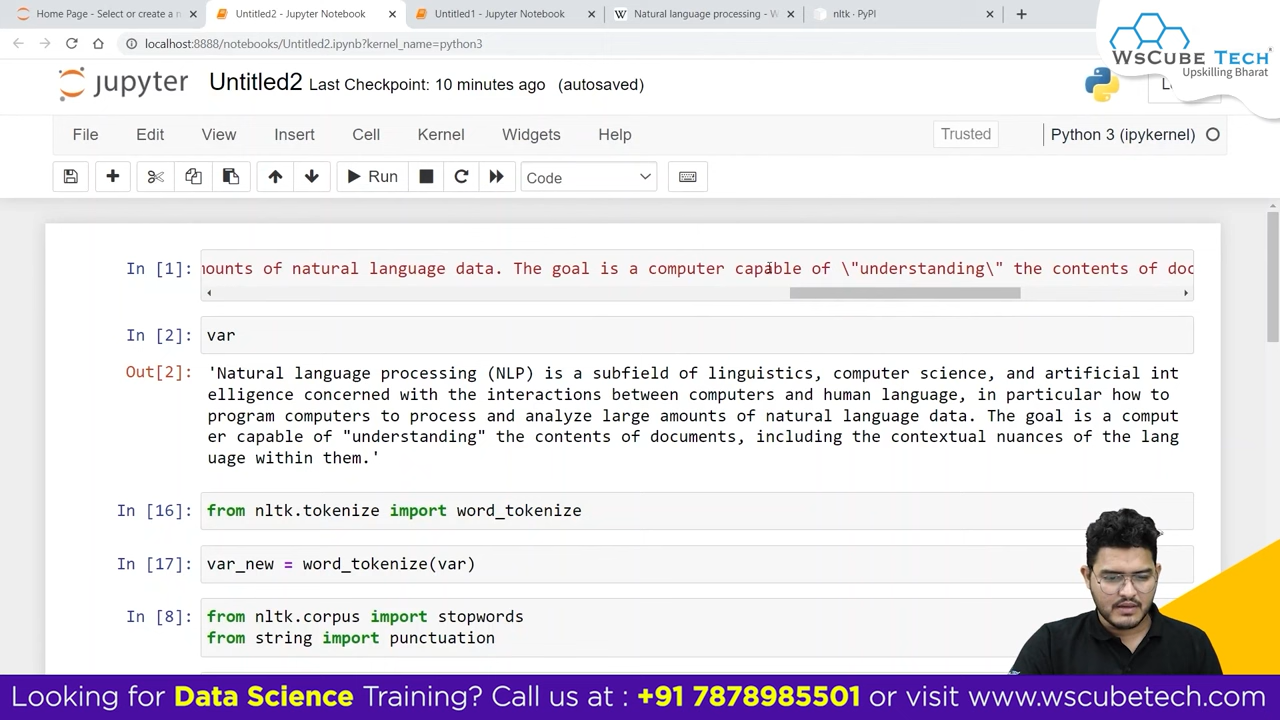 Home Page - Select or create a n
Untitled2 - Jupyter Notebook
Untitled1 - Jupyter Notebook
Natural language processing - W
nltk · PyPI
localhost:8888/notebooks/Untitled2.ipynb?kernel_name=python3
WSCUBE TECH
Upskilling Bharat
jupyter Untitled2 Last Checkpoint: 10 minutes ago (autosaved)
File Edit View Insert Cell Kernel Widgets Help
Trusted
Python 3 (ipykernel)
Run
Code
In [1]: mounts of natural language data. The goal is a computer capable of \"understanding\" the contents of doc
In [2]: var
Out[2]: 'Natural language processing (NLP) is a subfield of linguistics, computer science, and artificial int
elligence concerned with the interactions between computers and human language, in particular how to
program computers to process and analyze large amounts of natural language data. The goal is a comput
er capable of "understanding" the contents of documents, including the contextual nuances of the lang
uage within them.'
In [16]: from nltk.tokenize import word_tokenize
In [17]: var_new = word_tokenize(var)
In [8]: from nltk.corpus import stopwords
from string import punctuation
Looking for Data Science Training? Call us at : +91 7878985501 or visit www.wscubetech.com